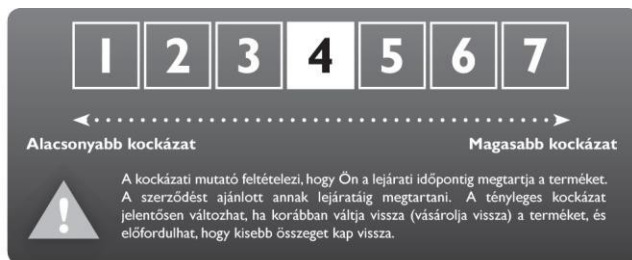 1 2 3 4 5 6 7
Alacsonyabb kockázat Magasabb kockázat
A kockázati mutató feltételezi, hogy Ön a lejárati időpontig megtartja a terméket.
A szerződést ajánlott annak lejáratáig megtartani. A tényleges kockázat
jelentősen változhat, ha korábban váltja vissza (vásárolja vissza) a terméket, és
előfordulhat, hogy kisebb összeget kap vissza.